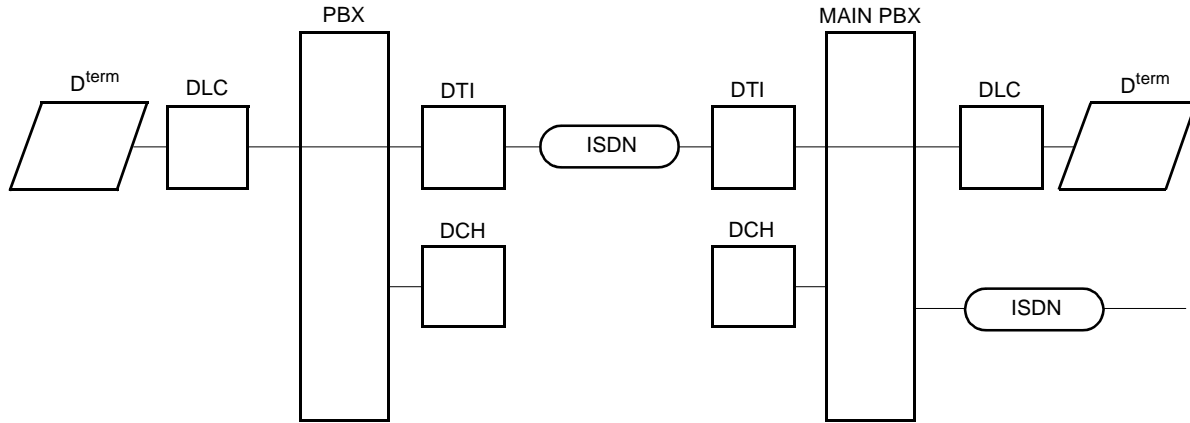 PBX
MAIN PBX
Dterm
DLC
DTI
DTI
DLC
Dterm
ISDN
DCH
DCH
ISDN